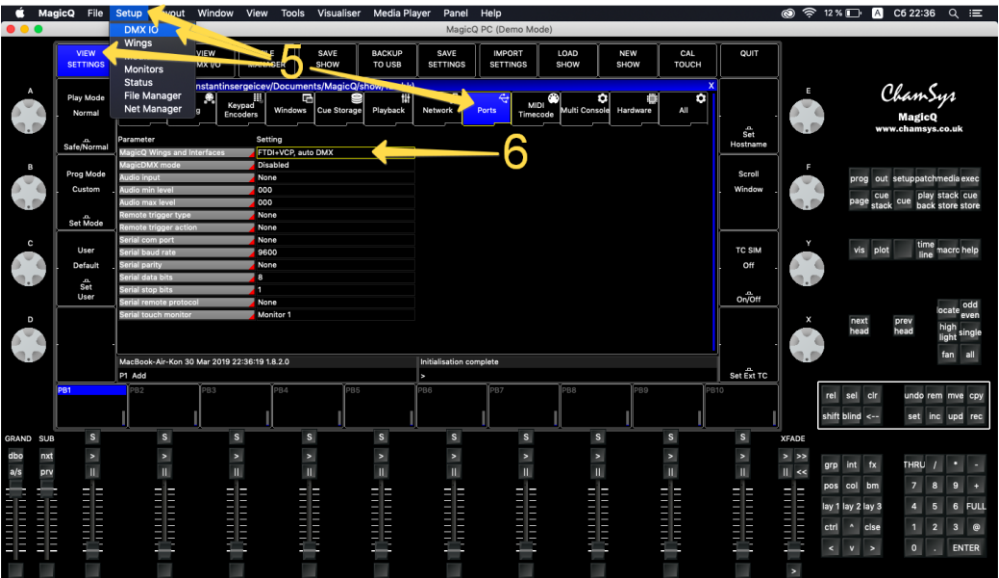 MagicQ File Setup Layout Window View Tools Visualiser Media Player Panel Help
12 % A Сб 22:36
MagicQ PC (Demo Mode)
DMX IO
Wings
Monitors
Status
File Manager
Net Manager
5
VIEW SETTINGS
VIEW DMX I/O
MANAGER
SAVE SHOW
BACKUP TO USB
SAVE SETTINGS
IMPORT SETTINGS
LOAD SHOW
NEW SHOW
CAL TOUCH
QUIT
nstantinsergeicev/Documents/MagicQ/show/
X
Keypad Encoders
Windows
Cue Storage
Playback
Network
Ports
MIDI Timecode
Multi Console
Hardware
All
A
Play Mode
Normal
Safe/Normal
B
Prog Mode
Custom
Set Mode
C
User
Default
Set User
D
Parameter Setting
MagicQ Wings and Interfaces FTDI+VCP, auto DMX
MagicDMX mode Disabled
Audio input None
Audio min level 000
Audio max level 000
Remote trigger type None
Remote trigger action None
Serial com port None
Serial baud rate 9600
Serial parity None
Serial data bits 8
Serial stop bits 1
Serial remote protocol None
Serial touch monitor Monitor 1
6
MacBook-Air-Kon 30 Mar 2019 22:36:19 1.8.2.0 Initialisation complete
P1 Add >
E
Set Hostname
F
Scroll
Window
Y
TC SIM
Off
On/Off
X
Set Ext TC
ChamSys
MagicQ
www.chamsys.co.uk
prog out setup patch media exec
page cue stack cue play back stack store cue store
vis plot time line macro help
next head prev head locate odd even
high light single
fan all
PB1 PB2 PB3 PB4 PB5 PB6 PB7 PB8 PB9 PB10
rel sel clr undo rem mve cpy
shift blind <-- set inc upd rec
GRAND SUB S S S S S S S S S S XFADE
dbo nxt > > > > > > > > > > > >>
a/s prv || || || || || || || || || || || <<
grp int fx THRU / * -
pos col bm 7 8 9 +
lay 1 lay 2 lay 3 4 5 6 FULL
ctrl ^ clse 1 2 3 @
< v > 0 . ENTER
>